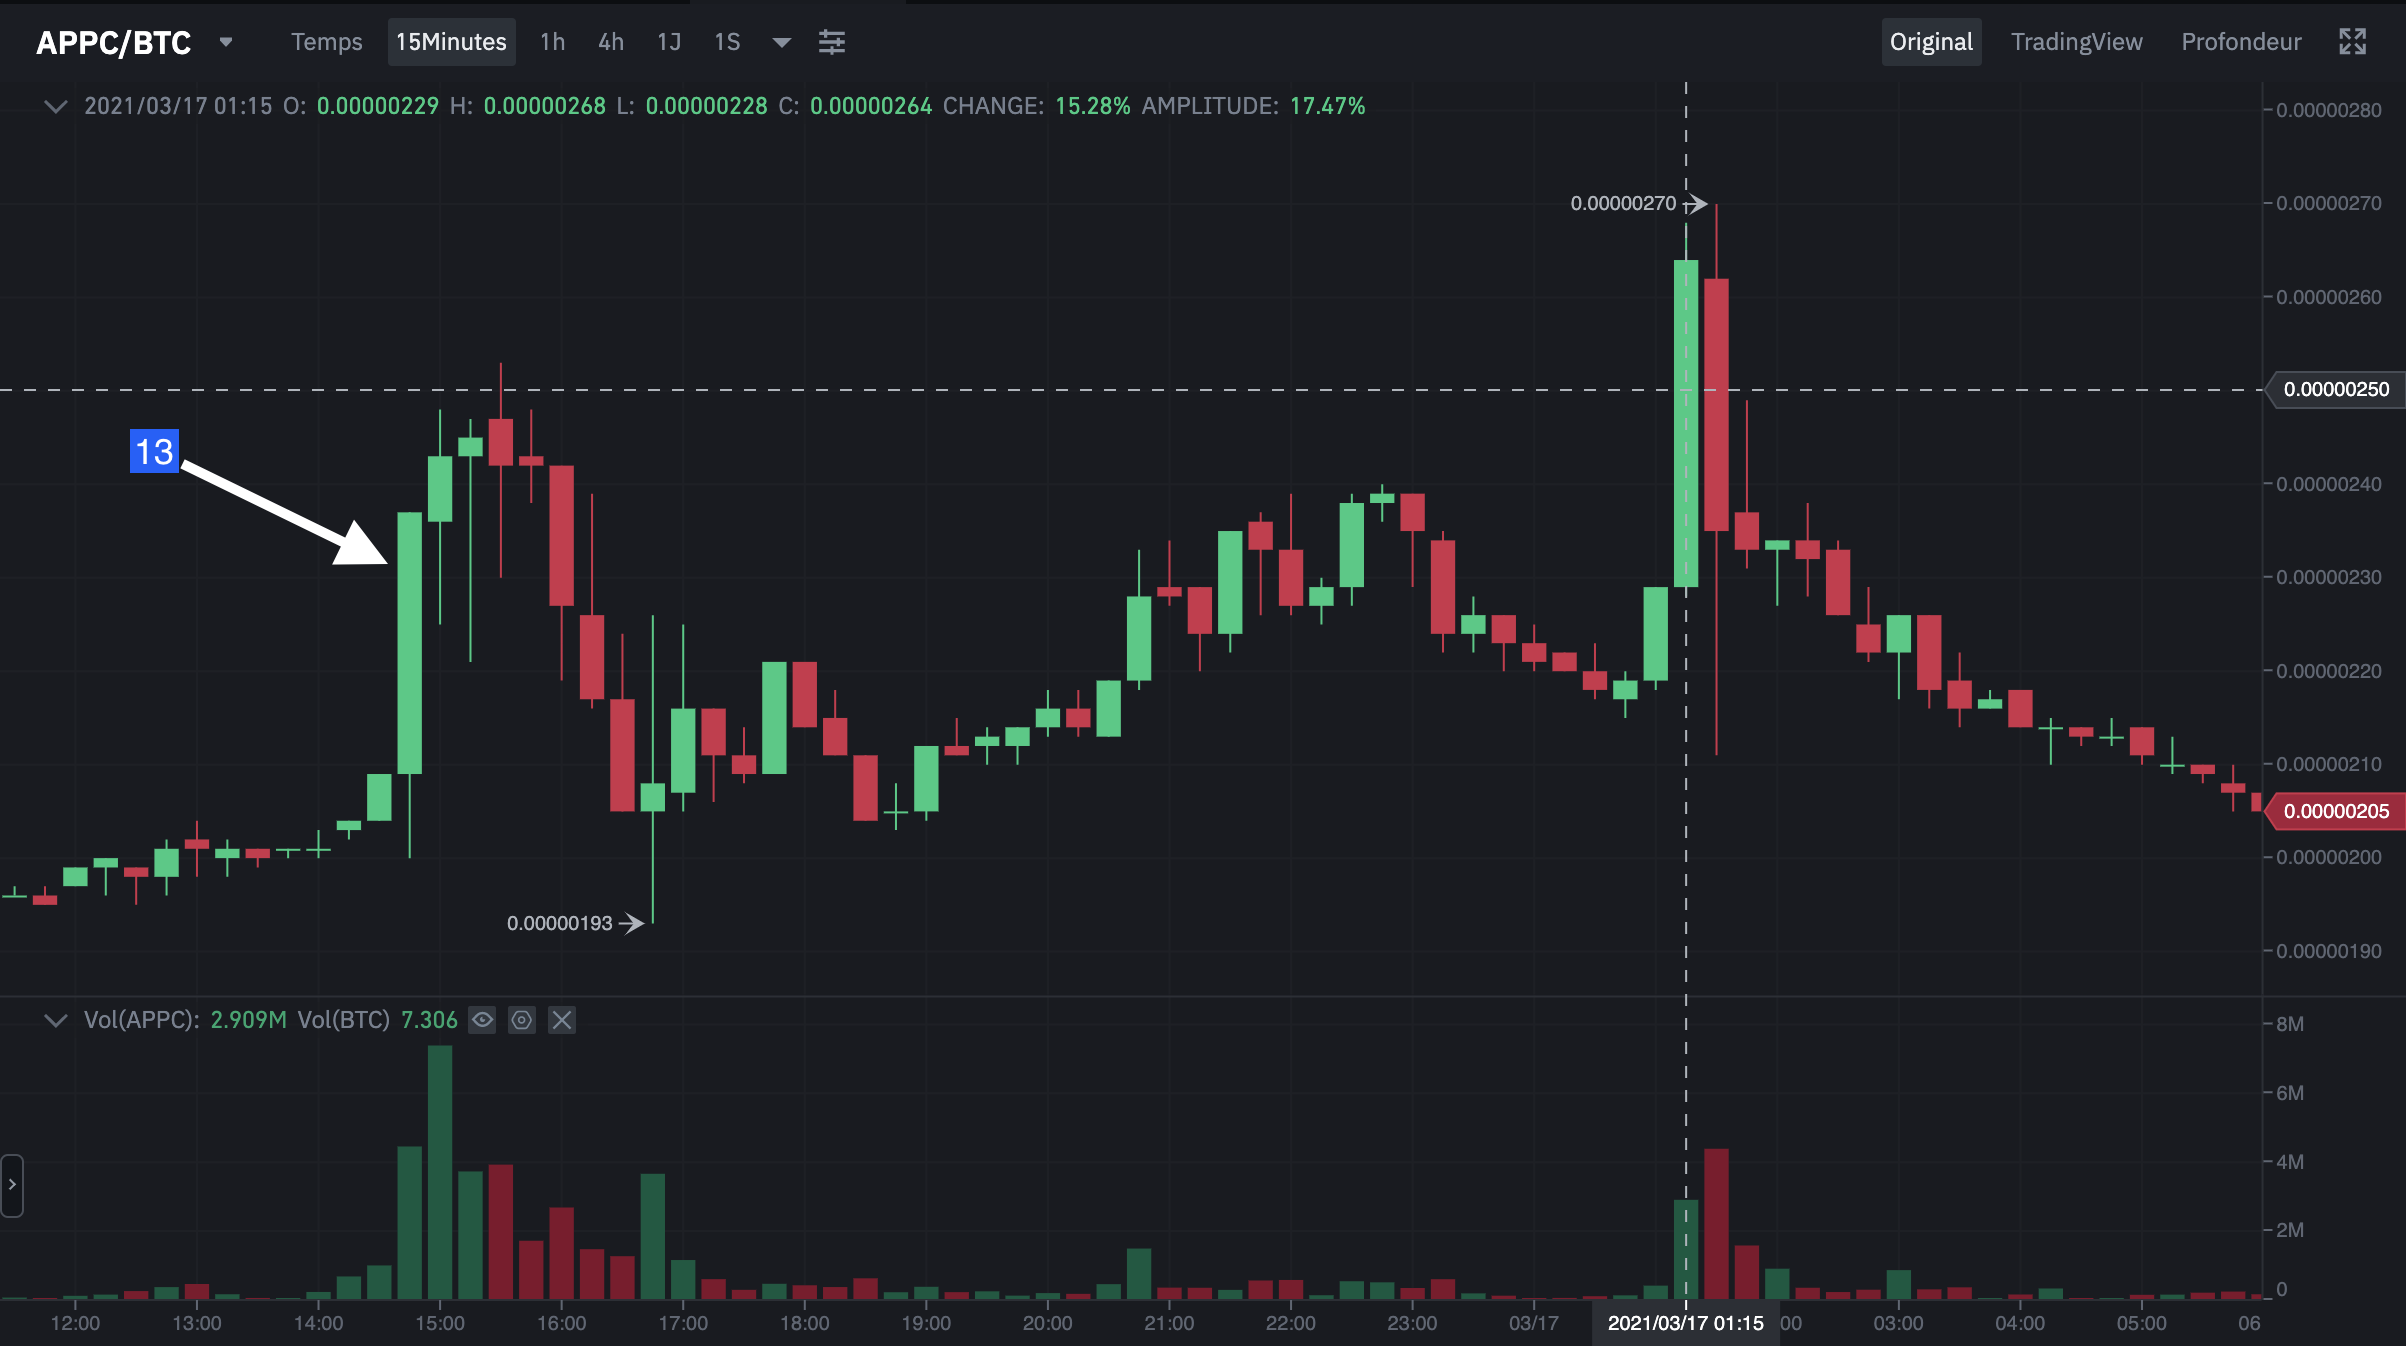 APPC/BTC Temps 15Minutes 1h 4h 1J 1S Original TradingView Profondeur
2021/03/17 01:15 O: 0.00000229 H: 0.00000268 L: 0.00000228 C: 0.00000264 CHANGE: 15.28% AMPLITUDE: 17.47%
0.00000280
0.00000270
0.00000270
0.00000260
0.00000250
13
0.00000240
0.00000230
0.00000220
0.00000210
0.00000205
0.00000200
0.00000193
0.00000190
Vol(APPC): 2.909M Vol(BTC) 7.306
8M
6M
4M
2M
0
12:00 13:00 14:00 15:00 16:00 17:00 18:00 19:00 20:00 21:00 22:00 23:00 03/17 2021/03/17 01:15 00 03:00 04:00 05:00 06